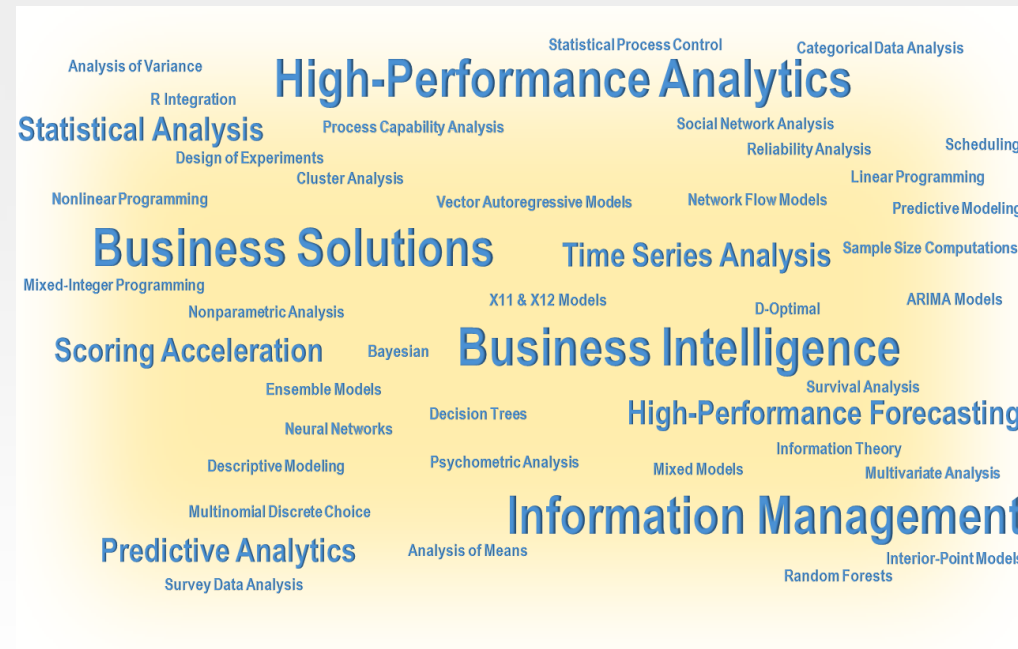 Statistical Process Control
Categorical Data Analysis
Analysis of Variance
High-Performance Analytics
R Integration
Statistical Analysis
Process Capability Analysis
Social Network Analysis
Scheduling
Reliability Analysis
Design of Experiments
Cluster Analysis
Linear Programming
Nonlinear Programming
Vector Autoregressive Models
Network Flow Models
Predictive Modeling
Business Solutions
Time Series Analysis
Sample Size Computations
Mixed-Integer Programming
X11 & X12 Models
ARIMA Models
Nonparametric Analysis
D-Optimal
Scoring Acceleration
Bayesian
Business Intelligence
Ensemble Models
Survival Analysis
Decision Trees
High-Performance Forecasting
Neural Networks
Information Theory
Descriptive Modeling
Psychometric Analysis
Mixed Models
Multivariate Analysis
Multinomial Discrete Choice
Information Management
Predictive Analytics
Analysis of Means
Interior-Point Models
Random Forests
Survey Data Analysis